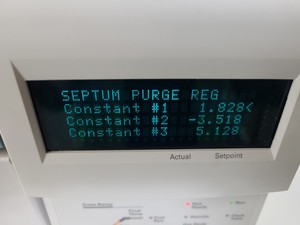 SEPTUM PURGE REG
Constant #1 1.828<
Constant #2 -3.518
Constant #3 5.128
Actual Setpoint